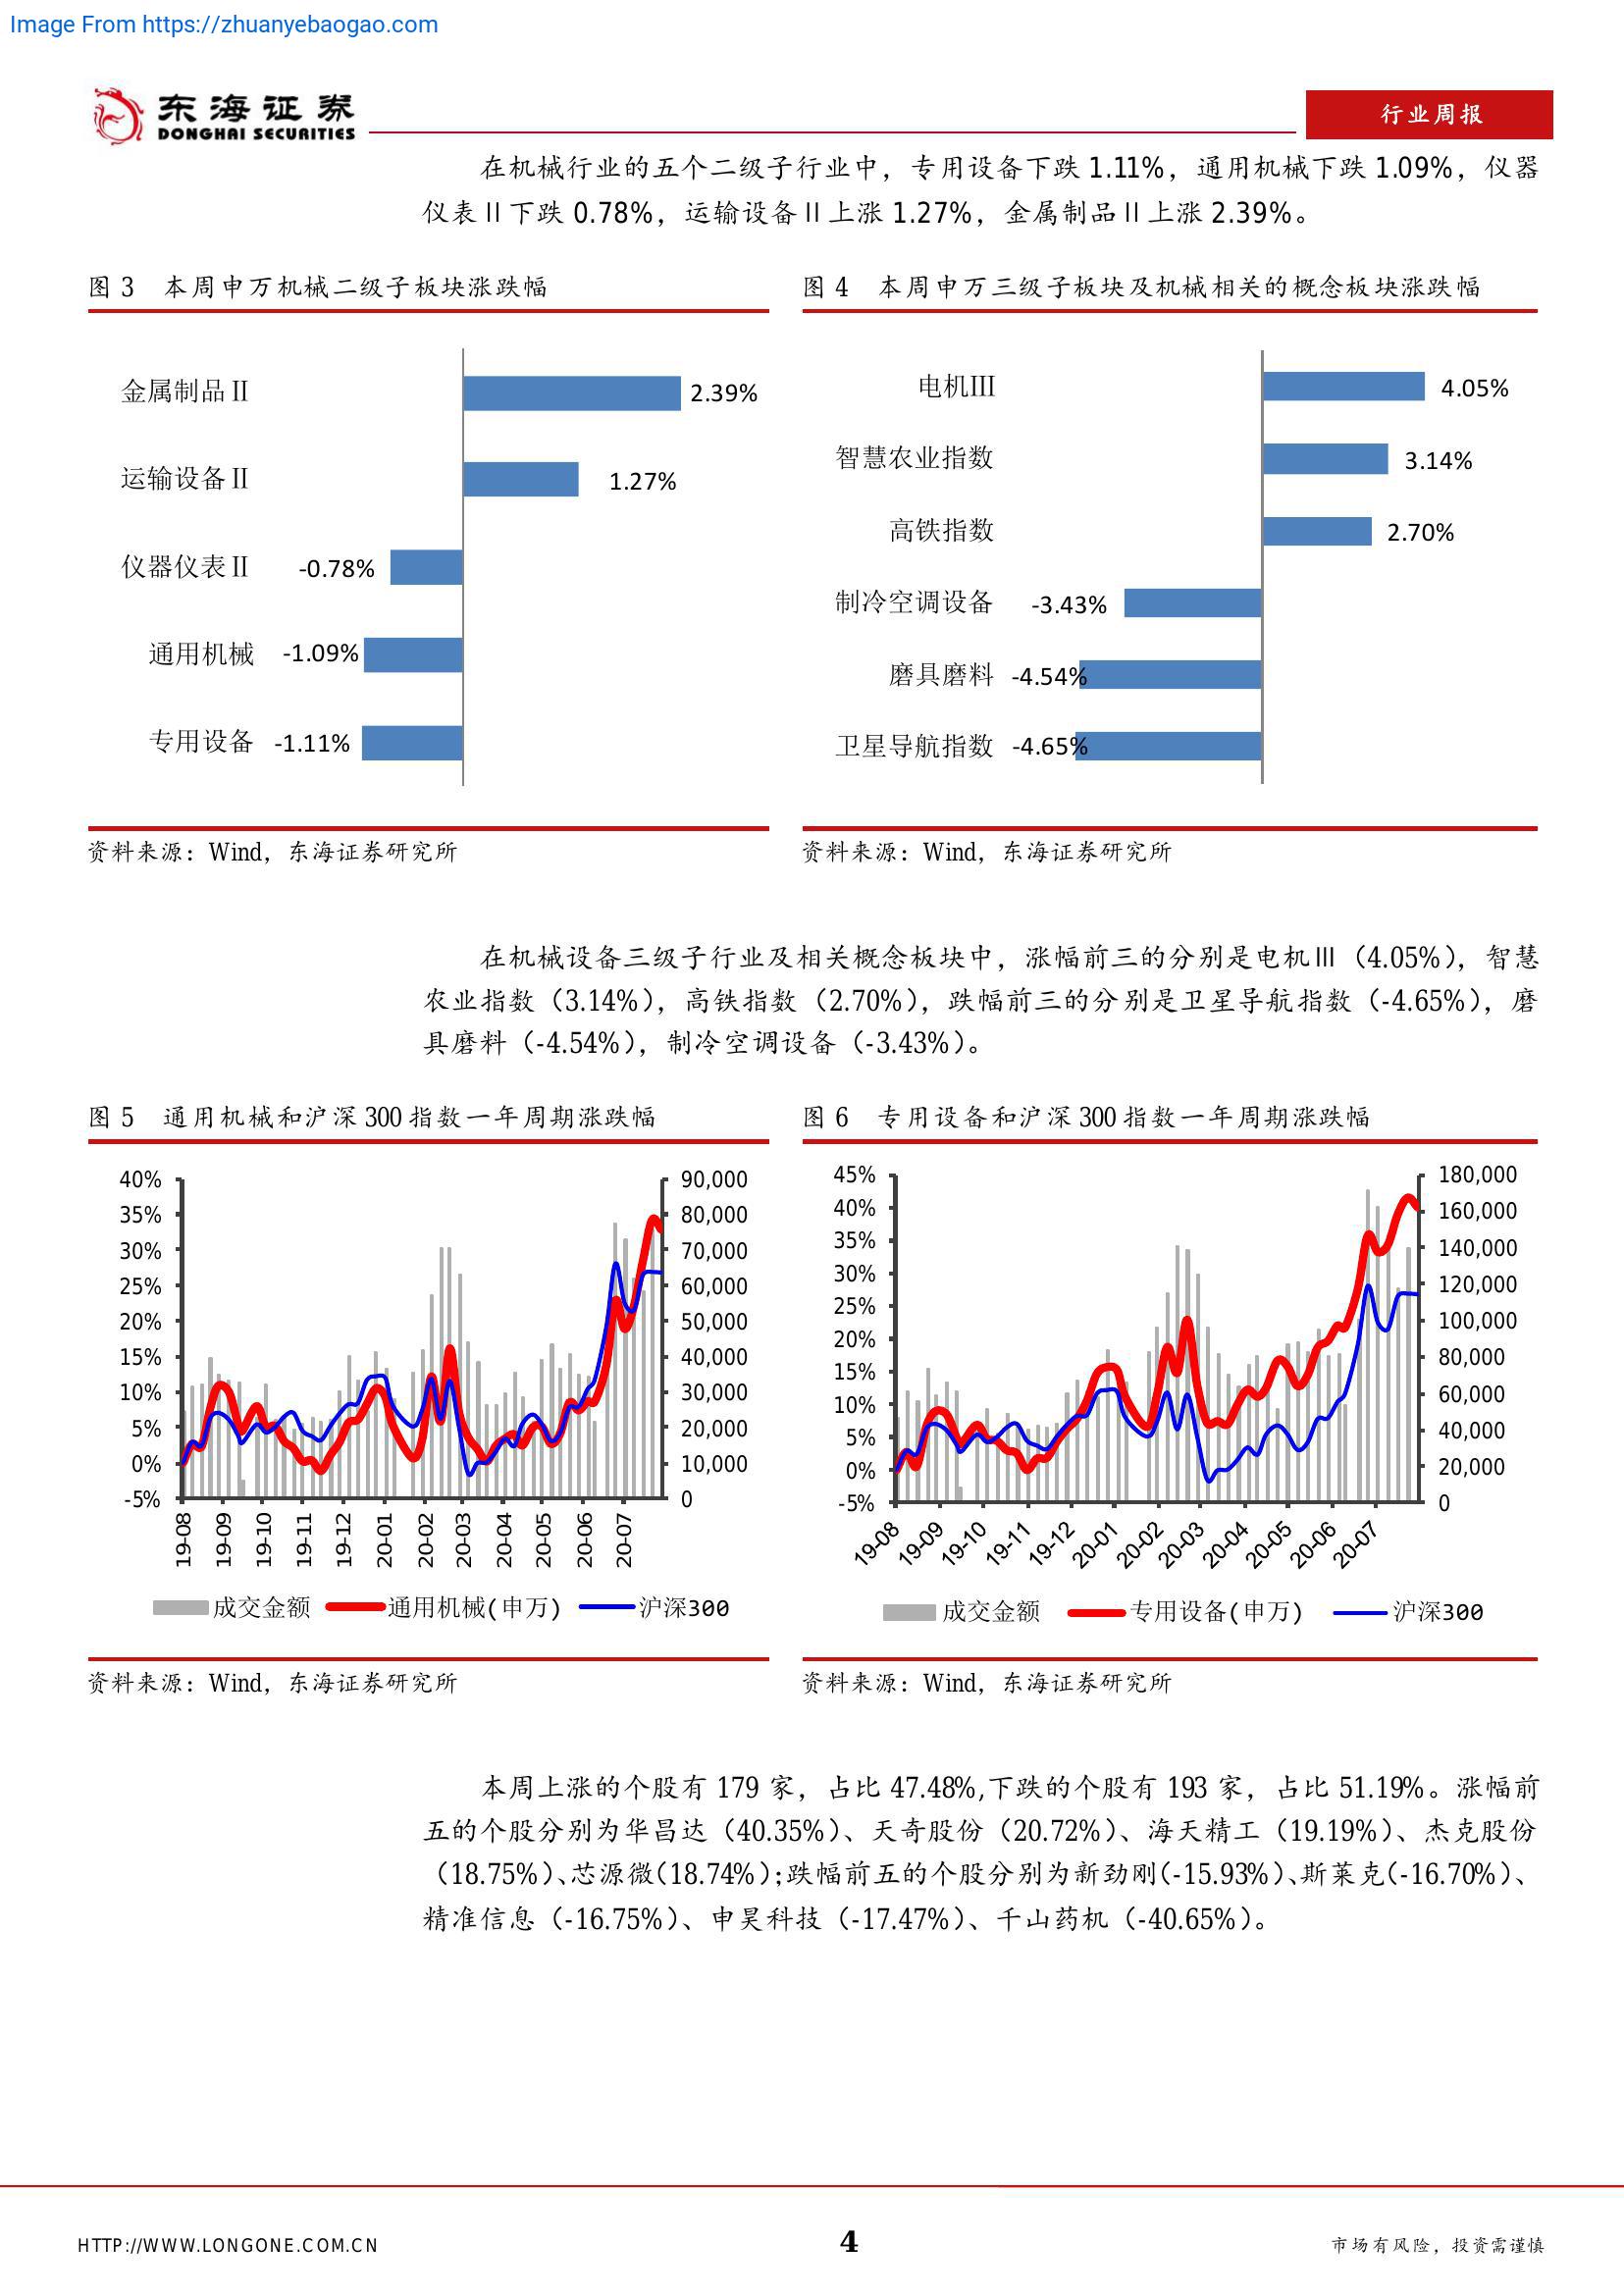 Image From https://zhuanyebaogao.com
东海证券
DONGHAI SECURITIES
行业周报
在机械行业的五个二级子行业中，专用设备下跌 1.11%，通用机械下跌 1.09%，仪器
仪表Ⅱ下跌 0.78%，运输设备Ⅱ上涨 1.27%，金属制品Ⅱ上涨 2.39%。
图 3 本周申万机械二级子板块涨跌幅
金属制品Ⅱ 2.39%
运输设备Ⅱ 1.27%
仪器仪表Ⅱ -0.78%
通用机械 -1.09%
专用设备 -1.11%
资料来源：Wind，东海证券研究所
图 4 本周申万三级子板块及机械相关的概念板块涨跌幅
电机Ⅲ 4.05%
智慧农业指数 3.14%
高铁指数 2.70%
制冷空调设备 -3.43%
磨具磨料 -4.54%
卫星导航指数 -4.65%
资料来源：Wind，东海证券研究所
在机械设备三级子行业及相关概念板块中，涨幅前三的分别是电机Ⅲ（4.05%），智慧
农业指数（3.14%），高铁指数（2.70%），跌幅前三的分别是卫星导航指数（-4.65%），磨
具磨料（-4.54%），制冷空调设备（-3.43%）。
图 5 通用机械和沪深 300 指数一年周期涨跌幅
40% 90,000
35% 80,000
30% 70,000
25% 60,000
20% 50,000
15% 40,000
10% 30,000
5% 20,000
0% 10,000
-5% 0
19-08 19-09 19-10 19-11 19-12 20-01 20-02 20-03 20-04 20-05 20-06 20-07
成交金额 通用机械(申万) 沪深300
资料来源：Wind，东海证券研究所
图 6 专用设备和沪深 300 指数一年周期涨跌幅
45% 180,000
40% 160,000
35% 140,000
30% 120,000
25% 100,000
20% 80,000
15% 60,000
10% 40,000
5% 20,000
0% 0
-5%
19-08 19-09 19-10 19-11 19-12 20-01 20-02 20-03 20-04 20-05 20-06 20-07
成交金额 专用设备(申万) 沪深300
资料来源：Wind，东海证券研究所
本周上涨的个股有 179 家，占比 47.48%,下跌的个股有 193 家，占比 51.19%。涨幅前
五的个股分别为华昌达（40.35%）、天奇股份（20.72%）、海天精工（19.19%）、杰克股份
（18.75%）、芯源微(18.74%);跌幅前五的个股分别为新劲刚(-15.93%)、斯莱克(-16.70%)、
精准信息（-16.75%）、申昊科技（-17.47%）、千山药机（-40.65%）。
HTTP://WWW.LONGONE.COM.CN
4
市场有风险，投资需谨慎